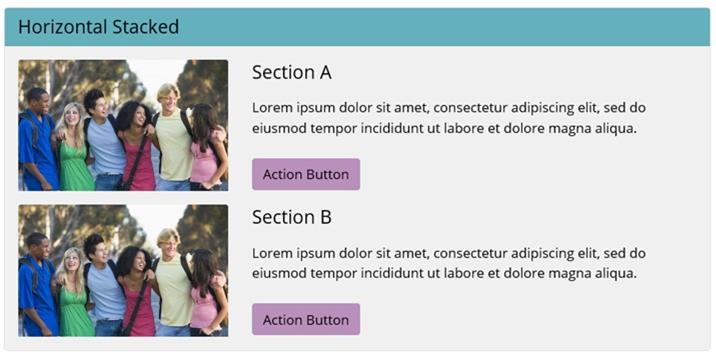 Horizontal Stacked
Section A
Lorem ipsum dolor sit amet, consectetur adipiscing elit, sed do
eiusmod tempor incididunt ut labore et dolore magna aliqua.
Action Button
Section B
Lorem ipsum dolor sit amet, consectetur adipiscing elit, sed do
eiusmod tempor incididunt ut labore et dolore magna aliqua.
Action Button